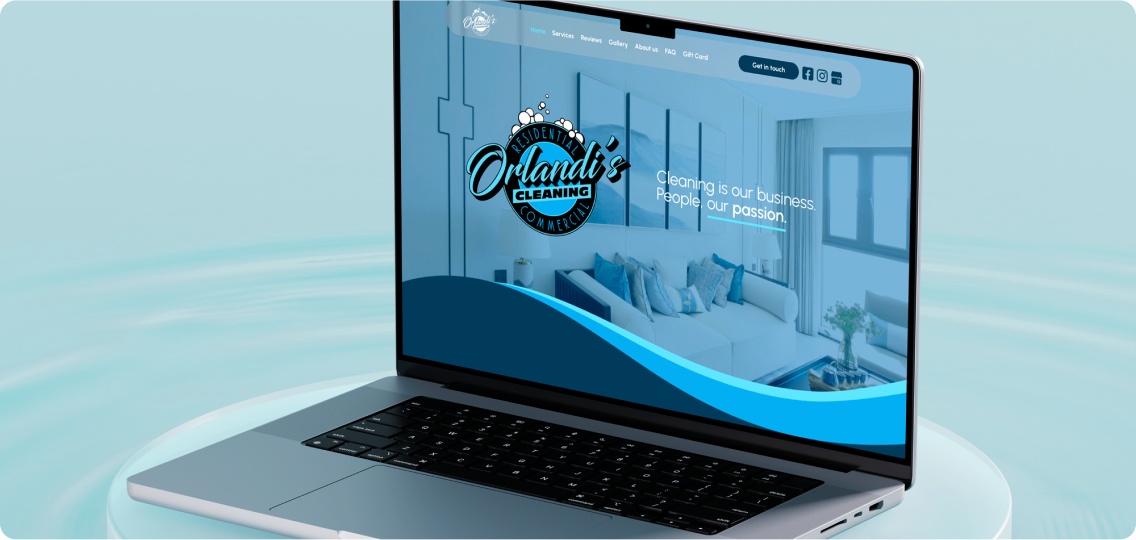 Orlandi's
Home
Services
Reviews
Gallery
About us
FAQ
Gift Card
Get in touch
RESIDENTIAL
Orlandi's
CLEANING
COMMERCIAL
Cleaning is our business.
People, our passion.